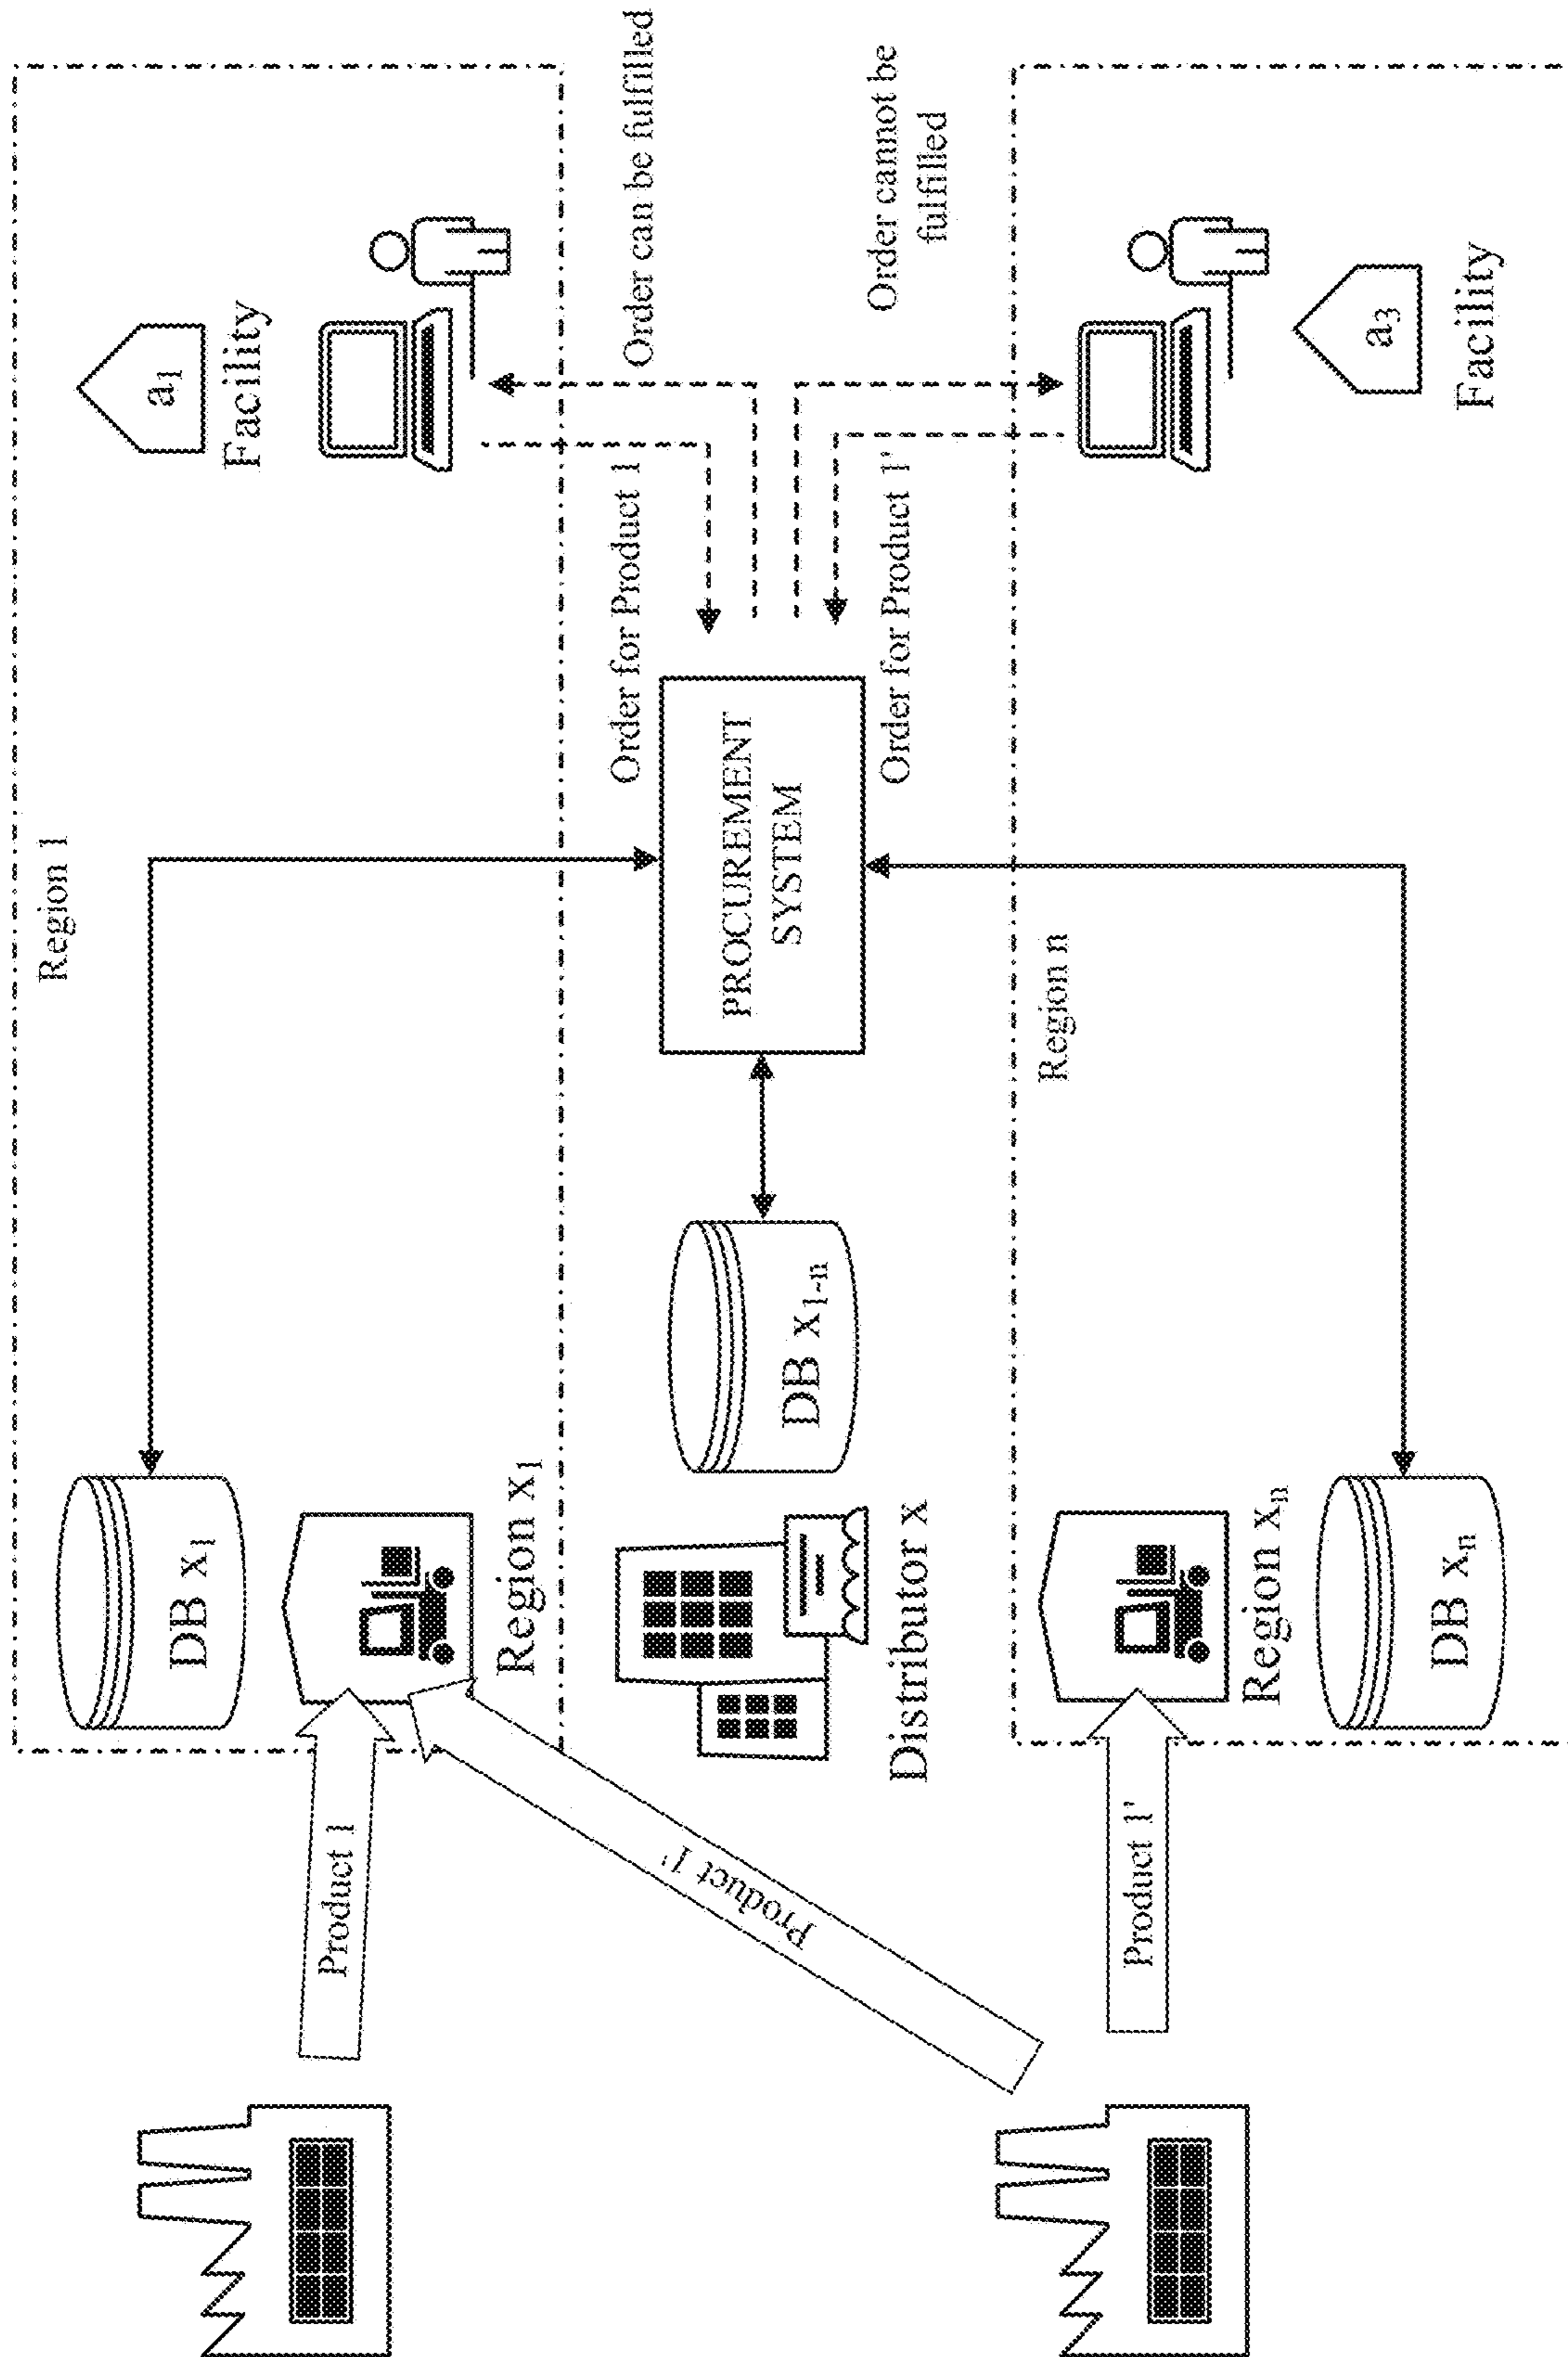 Region 1
DB x₁
a₁
Facility
Product 1
Region x₁
Order for Product 1
Order can be fulfilled
PROCUREMENT
SYSTEM
DB x₁₋ₙ
Distributor x
Product 1'
Order for Product 1'
Order cannot be
fulfilled
Region n
Product 1'
Region xₙ
DB xₙ
a₃
Facility